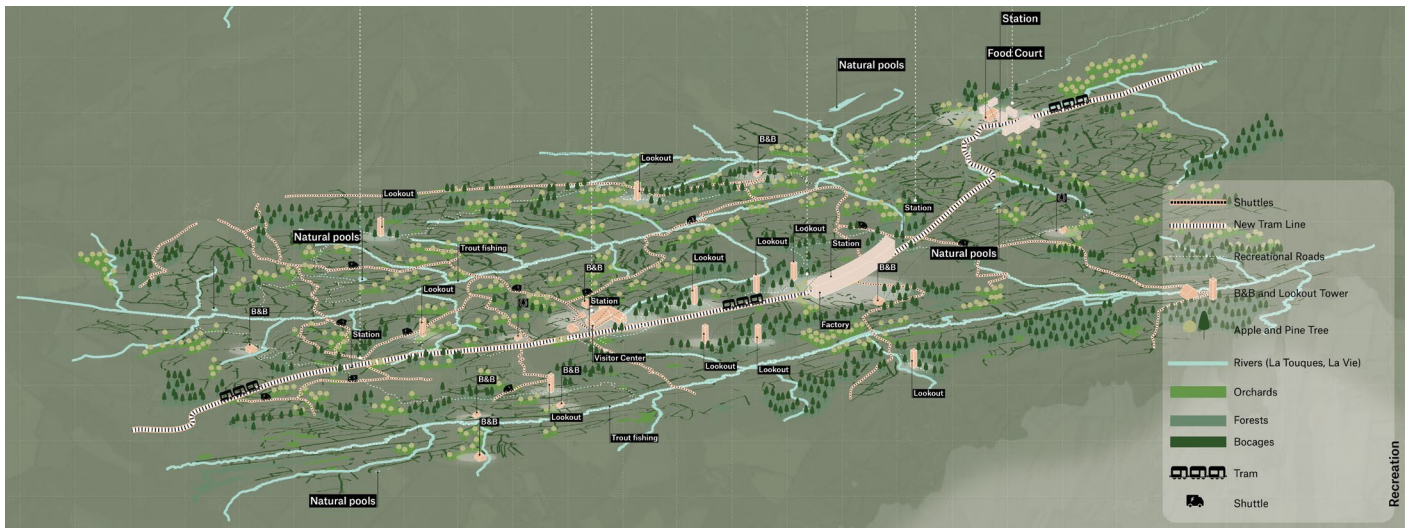 Station
Food Court
Natural pools
B&B
Lookout
Lookout
Station
Lookout
Natural pools
Lookout
Station
Trout fishing
Natural pools
Lookout
B&B
B&B
Lookout
Station
B&B
Factory
Station
Visitor Center
Lookout
Lookout
B&B
B&B
Lookout
Lookout
B&B
Trout fishing
Natural pools
Shuttles
New Tram Line
Recreational Roads
B&B and Lookout Tower
Apple and Pine Tree
Rivers (La Touques, La Vie)
Orchards
Forests
Bocages
Tram
Shuttle
Recreation